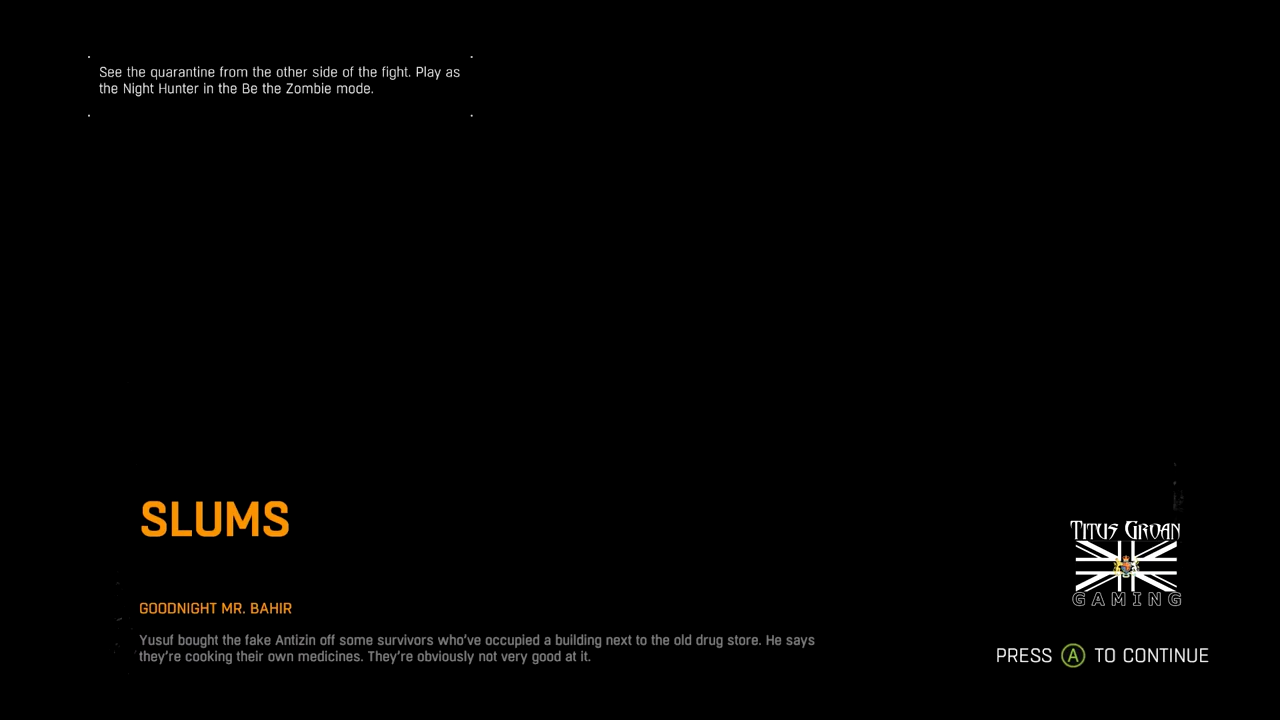 See the quarantine from the other side of the fight. Play as
the Night Hunter in the Be the Zombie mode.
SLUMS
TITUS GROAN
GAMING
GOODNIGHT MR. BAHIR
Yusuf bought the fake Antizin off some survivors who've occupied a building next to the old drug store. He says
they're cooking their own medicines. They're obviously not very good at it.
PRESS A TO CONTINUE